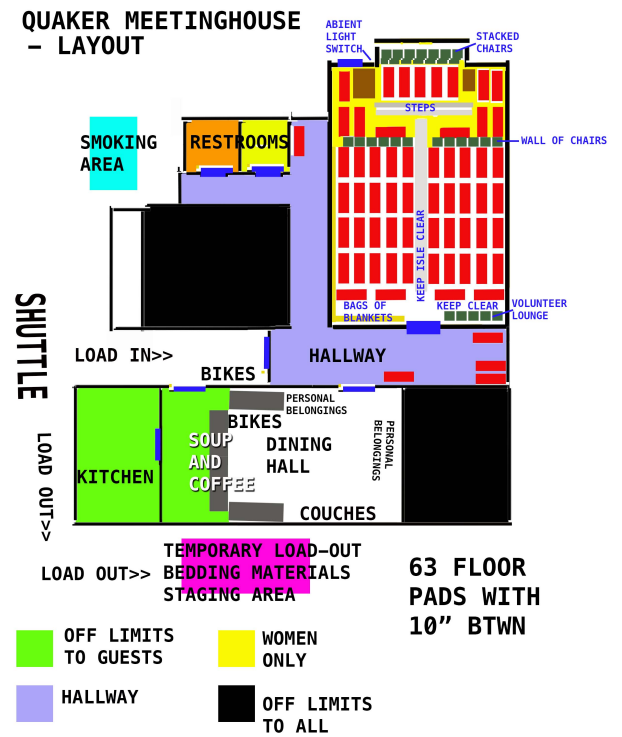 QUAKER MEETINGHOUSE
– LAYOUT
ABIENT
LIGHT
SWITCH
STACKED
CHAIRS
STEPS
SMOKING
AREA
RESTROOMS
WALL OF CHAIRS
KEEP ISLE CLEAR
BAGS OF
BLANKETS
KEEP CLEAR
VOLUNTEER
LOUNGE
SHUTTLE
LOAD IN>>
HALLWAY
BIKES
PERSONAL
BELONGINGS
BIKES
SOUP
AND
COFFEE
DINING
HALL
PERSONAL
BELONGINGS
KITCHEN
LOAD OUT>>
COUCHES
LOAD OUT>>
TEMPORARY LOAD–OUT
BEDDING MATERIALS
STAGING AREA
63 FLOOR
PADS WITH
10” BTWN
OFF LIMITS
TO GUESTS
WOMEN
ONLY
HALLWAY
OFF LIMITS
TO ALL